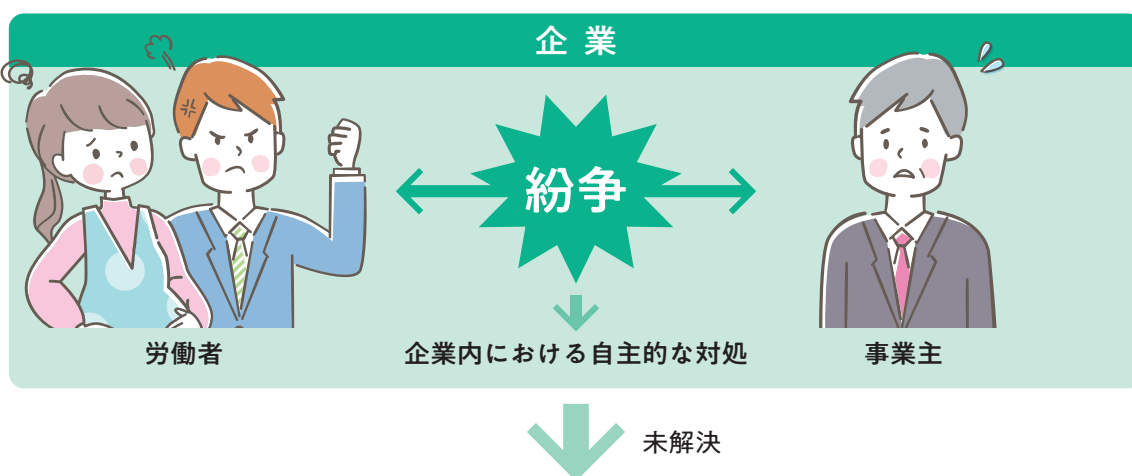 企業
紛争
労働者
企業内における自主的な対処
事業主
未解決